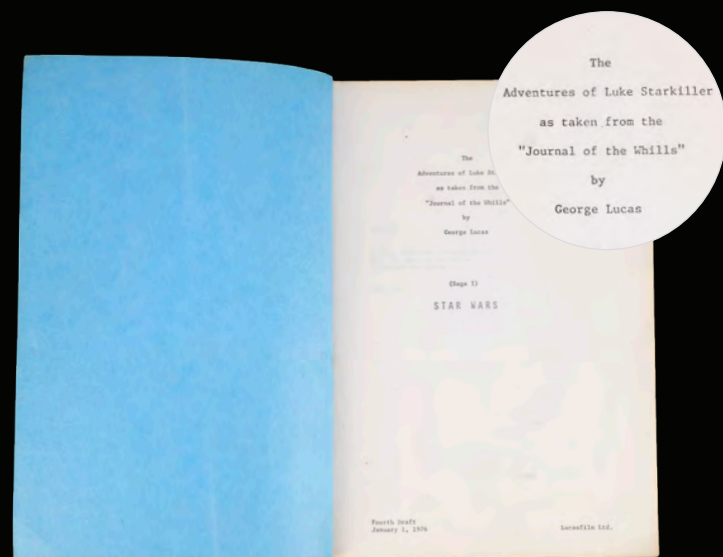 The
Adventures of Luke Starkiller
as taken from the
"Journal of the Whills"
by
George Lucas
The
Adventures of Luke St
as taken from the
"Journal of the Whills"
by
George Lucas
(Saga I)
STAR WARS
Fourth Draft
January 1, 1976
Lucasfilm Ltd.